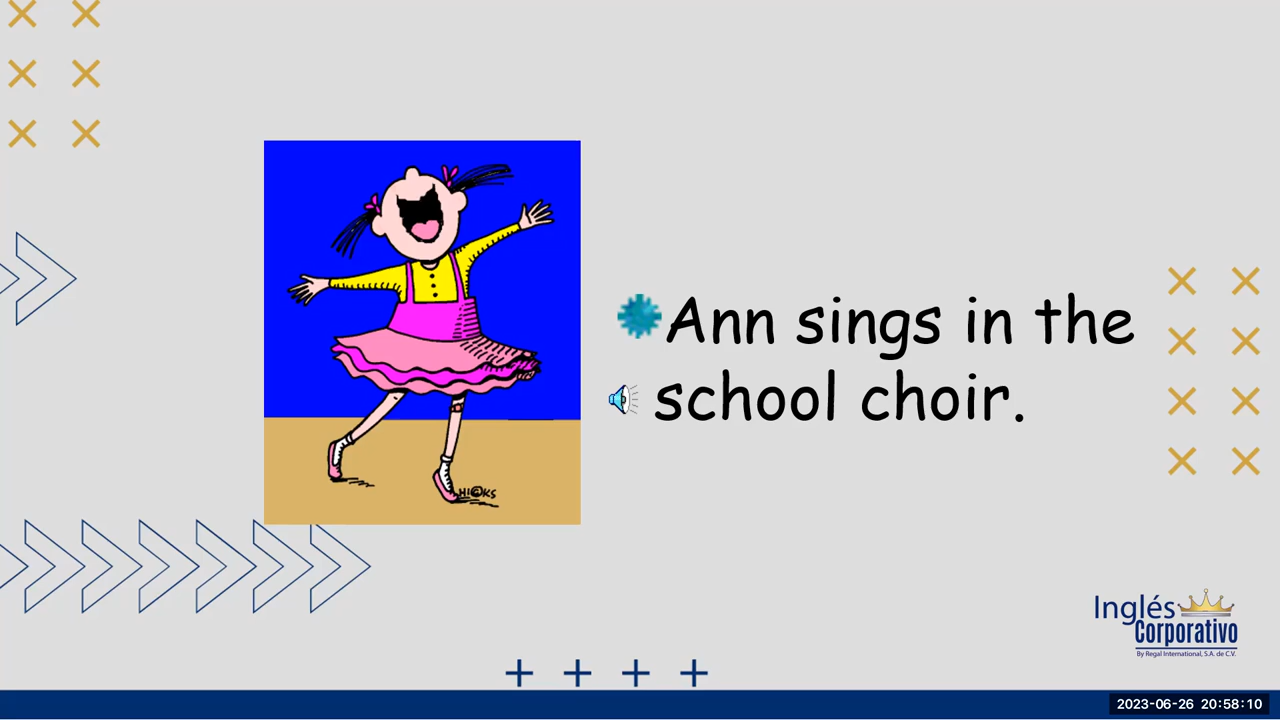 Ann sings in the
school choir.
HICKS
Inglés
Corporativo
By Regal International, S.A. de C.V.
2023-06-26 20:58:10